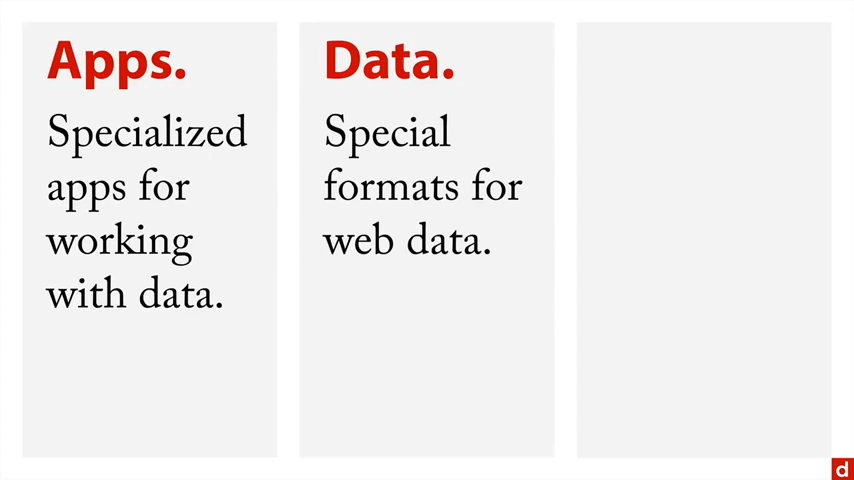 Apps.
Specialized
apps for
working
with data.
Data.
Special
formats for
web data.
d